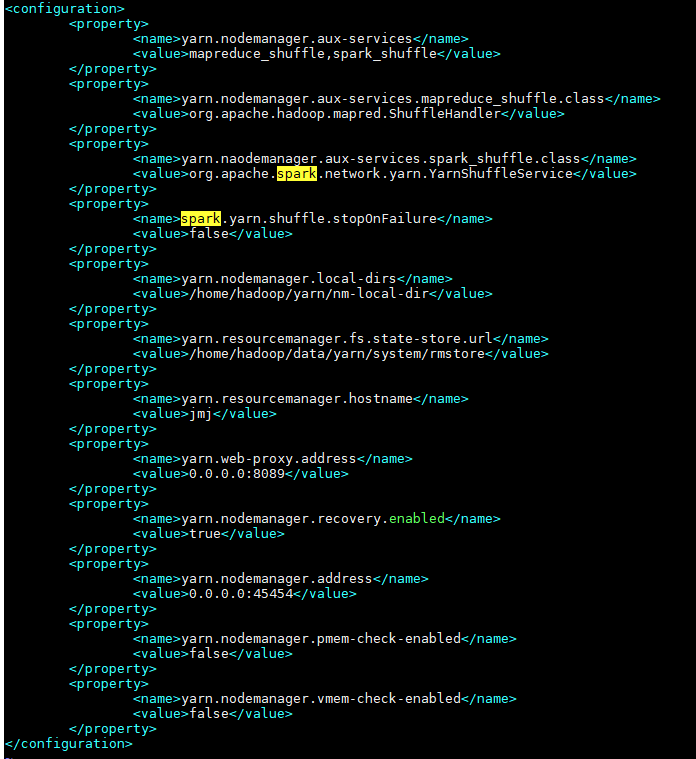 <configuration>
<property>
<name>yarn.nodemanager.aux-services</name>
<value>mapreduce_shuffle,spark_shuffle</value>
</property>
<property>
<name>yarn.nodemanager.aux-services.mapreduce_shuffle.class</name>
<value>org.apache.hadoop.mapred.ShuffleHandler</value>
</property>
<property>
<name>yarn.naodemanager.aux-services.spark_shuffle.class</name>
<value>org.apache.spark.network.yarn.YarnShuffleService</value>
</property>
<property>
<name>spark.yarn.shuffle.stopOnFailure</name>
<value>false</value>
</property>
<property>
<name>yarn.nodemanager.local-dirs</name>
<value>/home/hadoop/yarn/nm-local-dir</value>
</property>
<property>
<name>yarn.resourcemanager.fs.state-store.url</name>
<value>/home/hadoop/data/yarn/system/rmstore</value>
</property>
<property>
<name>yarn.resourcemanager.hostname</name>
<value>jmj</value>
</property>
<property>
<name>yarn.web-proxy.address</name>
<value>0.0.0.0:8089</value>
</property>
<property>
<name>yarn.nodemanager.recovery.enabled</name>
<value>true</value>
</property>
<property>
<name>yarn.nodemanager.address</name>
<value>0.0.0.0:45454</value>
</property>
<property>
<name>yarn.nodemanager.pmem-check-enabled</name>
<value>false</value>
</property>
<property>
<name>yarn.nodemanager.vmem-check-enabled</name>
<value>false</value>
</property>
</configuration>